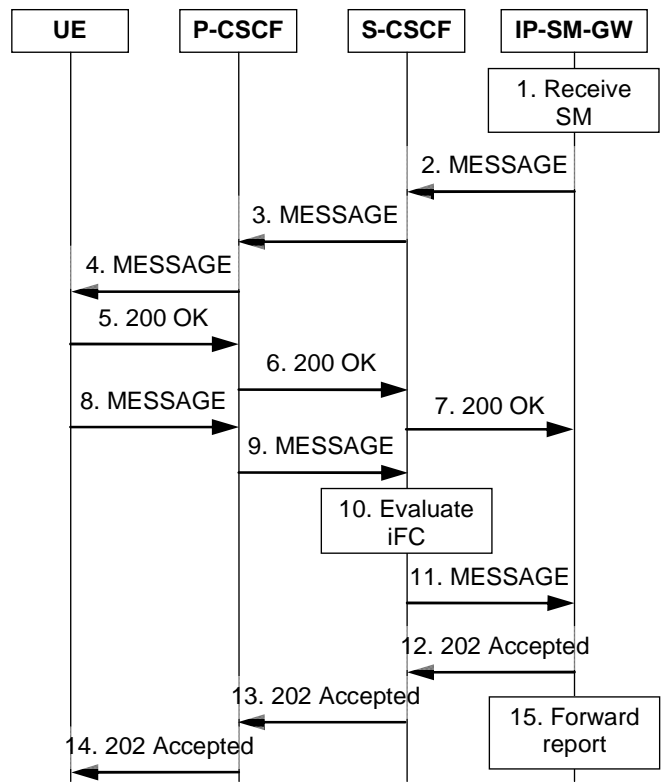 UE P-CSCF S-CSCF IP-SM-GW
1. Receive
SM
2. MESSAGE
3. MESSAGE
4. MESSAGE
5. 200 OK
6. 200 OK
8. MESSAGE
7. 200 OK
9. MESSAGE
10. Evaluate
iFC
11. MESSAGE
12. 202 Accepted
13. 202 Accepted
15. Forward
report
14. 202 Accepted